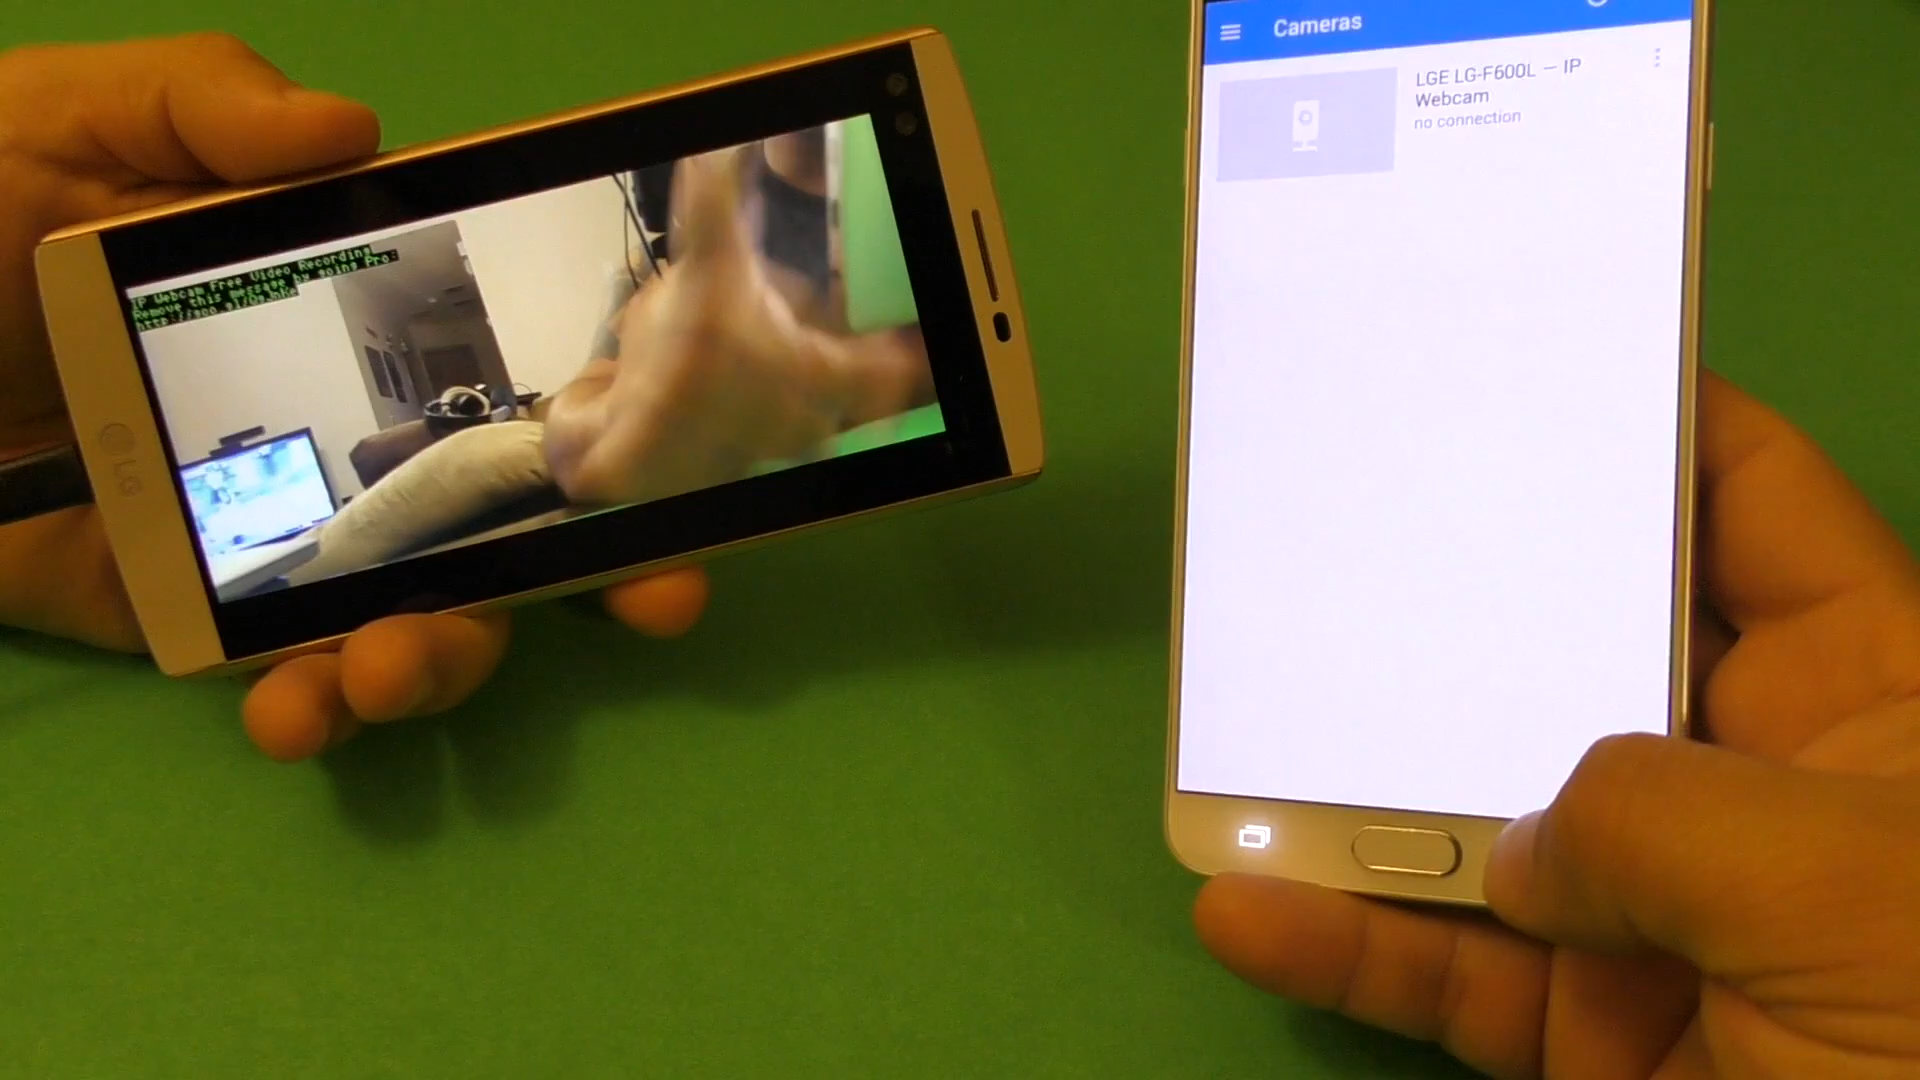 IP Webcam Free Video Recording
Remove this message by going Pro:
LG
Cameras
LGE LG-F600L — IP
Webcam
no connection